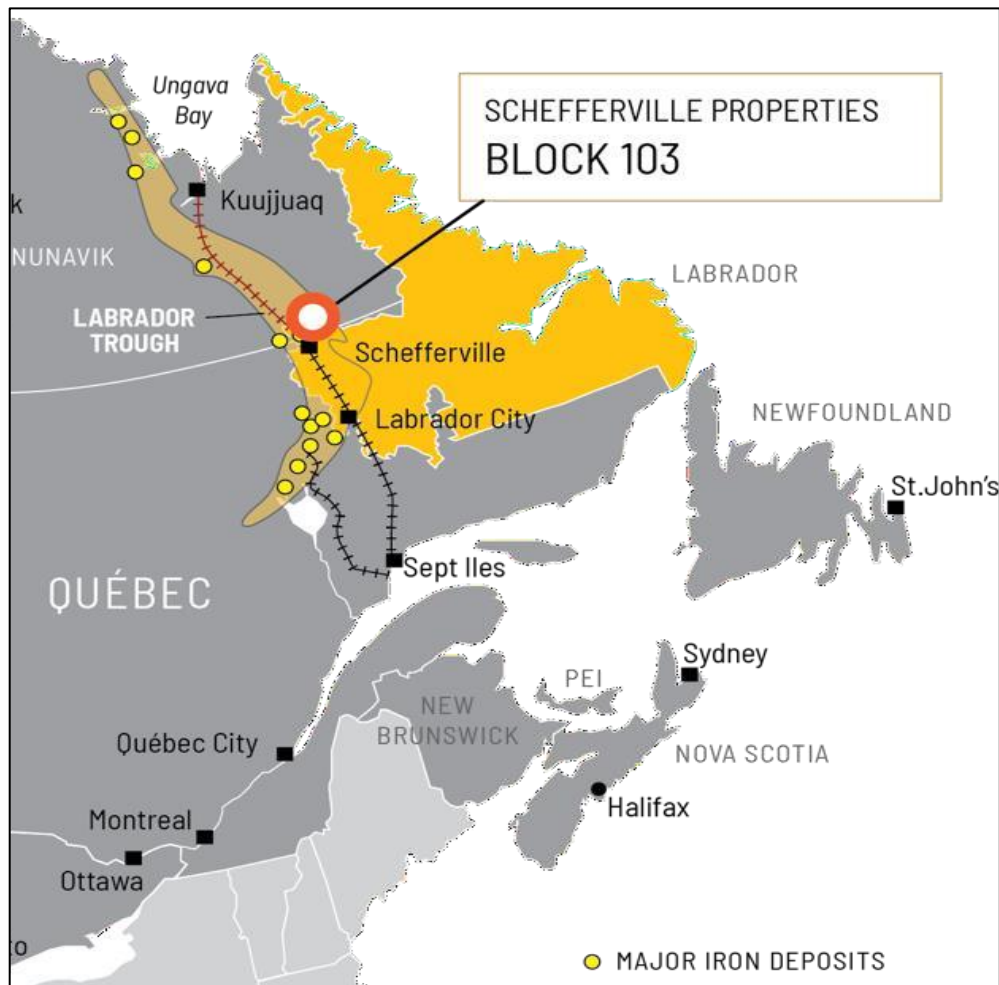 Ungava
Bay
SCHEFFERVILLE PROPERTIES
BLOCK 103
Kuujjuaq
k
NUNAVIK
LABRADOR
LABRADOR
TROUGH
Schefferville
Labrador City
NEWFOUNDLAND
St.John's
Sept Iles
QUÉBEC
Sydney
PEI
NEW
BRUNSWICK
Québec City
NOVA SCOTIA
Halifax
Montreal
Ottawa
to
MAJOR IRON DEPOSITS